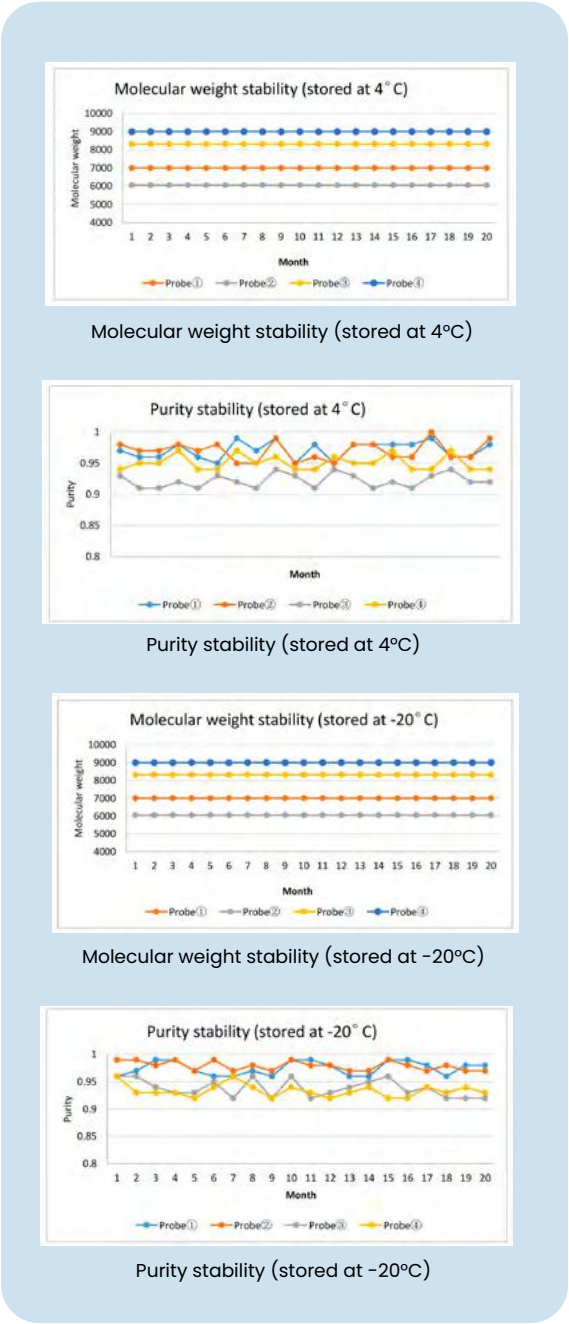 Molecular weight stability (stored at 4°C)
10000
9000
8000
7000
6000
5000
4000
Molecular weight
1 2 3 4 5 6 7 8 9 10 11 12 13 14 15 16 17 18 19 20
Month
Probe① Probe② Probe③ Probe④
Molecular weight stability (stored at 4°C)
Purity stability (stored at 4°C)
1
0.95
0.9
0.85
0.8
Purity
Month
Probe① Probe② Probe③ Probe④
Purity stability (stored at 4°C)
Molecular weight stability (stored at -20°C)
10000
9000
8000
7000
6000
5000
4000
Molecular weight
1 2 3 4 5 6 7 8 9 10 11 12 13 14 15 16 17 18 19 20
Month
Probe① Probe② Probe③ Probe④
Molecular weight stability (stored at -20°C)
Purity stability (stored at -20°C)
1
0.95
0.9
0.85
0.8
Purity
1 2 3 4 5 6 7 8 9 10 11 12 13 14 15 16 17 18 19 20
Month
Probe① Probe② Probe③ Probe④
Purity stability (stored at -20°C)